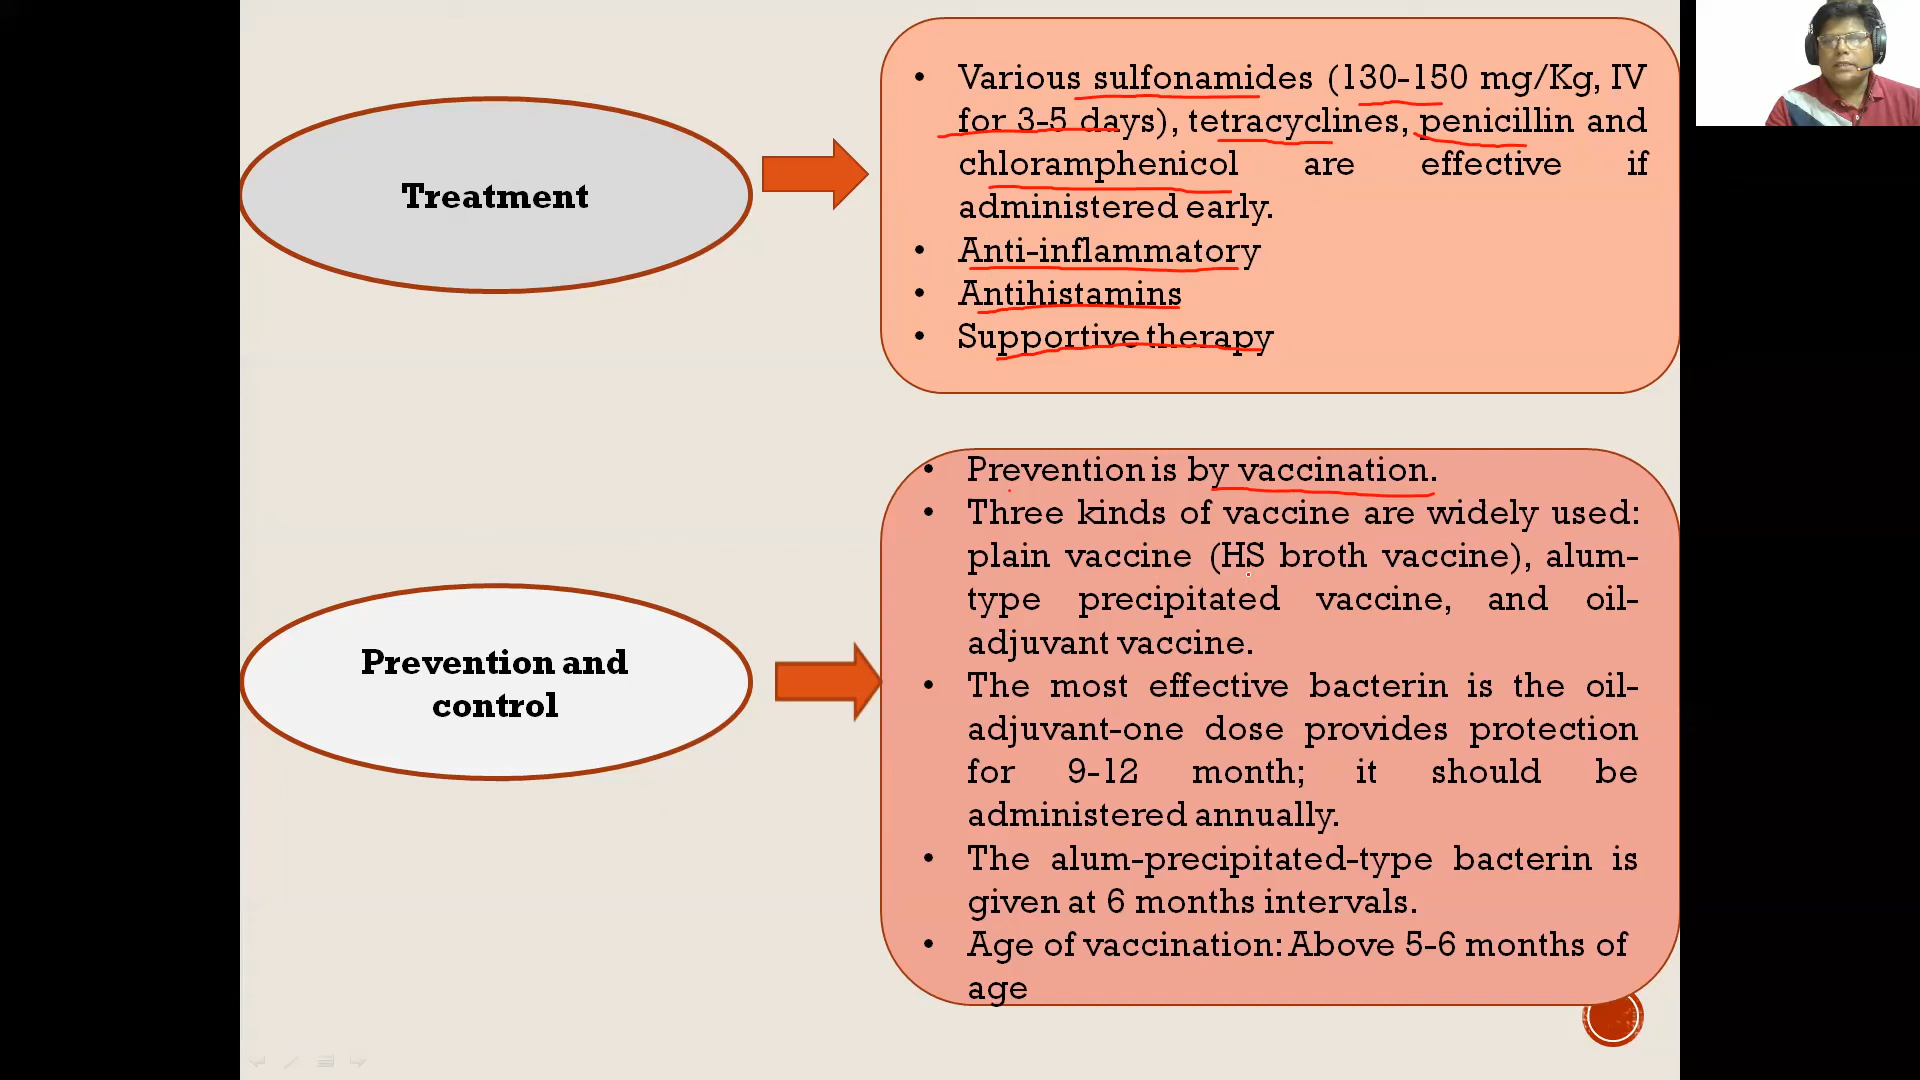 Treatment
• Various sulfonamides (130-150 mg/Kg, IV
for 3-5 days), tetracyclines, penicillin and
chloramphenicol are effective if
administered early.
• Anti-inflammatory
• Antihistamins
• Supportive therapy
Prevention and
control
• Prevention is by vaccination.
• Three kinds of vaccine are widely used:
plain vaccine (HS broth vaccine), alum-
type precipitated vaccine, and oil-
adjuvant vaccine.
• The most effective bacterin is the oil-
adjuvant-one dose provides protection
for 9-12 month; it should be
administered annually.
• The alum-precipitated-type bacterin is
given at 6 months intervals.
• Age of vaccination: Above 5-6 months of
age